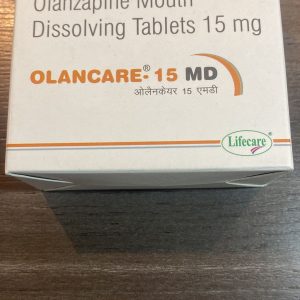 Olanzapine Mouth
Dissolving Tablets 15 mg
OLANCARE®-15 MD
ओलैनकेयर 15 एमडी
Lifecare®